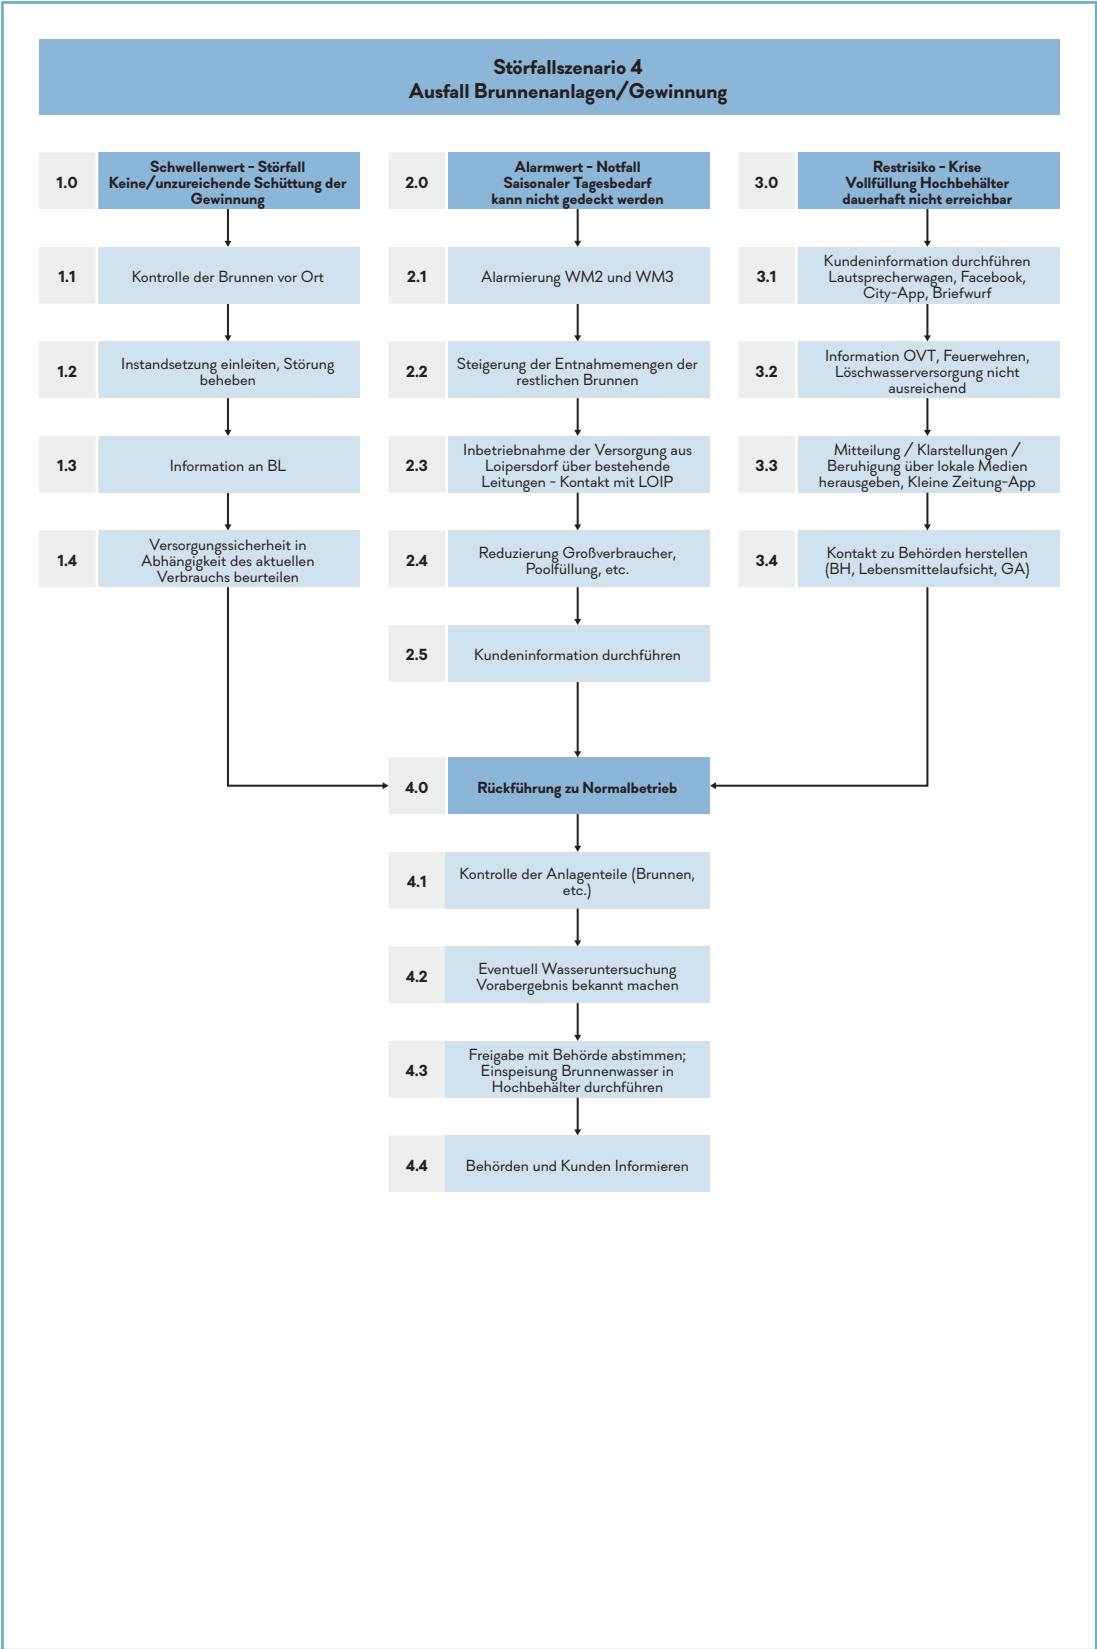 Störfallszenario 4
Ausfall Brunnenanlagen/Gewinnung
1.0
Schwellenwert - Störfall
Keine/unzureichende Schüttung der
Gewinnung
1.1
Kontrolle der Brunnen vor Ort
1.2
Instandsetzung einleiten, Störung
beheben
1.3
Information an BL
1.4
Versorgungssicherheit in
Abhängigkeit des aktuellen
Verbrauchs beurteilen
2.0
Alarmwert - Notfall
Saisonaler Tagesbedarf
kann nicht gedeckt werden
2.1
Alarmierung WM2 und WM3
2.2
Steigerung der Entnahmemengen der
restlichen Brunnen
2.3
Inbetriebnahme der Versorgung aus
Loipersdorf über bestehende
Leitungen - Kontakt mit LOIP
2.4
Reduzierung Großverbraucher,
Poolfüllung, etc.
2.5
Kundeninformation durchführen
3.0
Restrisiko - Krise
Vollfüllung Hochbehälter
dauerhaft nicht erreichbar
3.1
Kundeninformation durchführen
Lautsprecherwagen, Facebook,
City-App, Briefwurf
3.2
Information OVT, Feuerwehren,
Löschwasserversorgung nicht
ausreichend
3.3
Mitteilung / Klarstellungen /
Beruhigung über lokale Medien
herausgeben, Kleine Zeitung-App
3.4
Kontakt zu Behörden herstellen
(BH, Lebensmittelaufsicht, GA)
4.0
Rückführung zu Normalbetrieb
4.1
Kontrolle der Anlagenteile (Brunnen,
etc.)
4.2
Eventuell Wasseruntersuchung
Vorabergebnis bekannt machen
4.3
Freigabe mit Behörde abstimmen;
Einspeisung Brunnenwasser in
Hochbehälter durchführen
4.4
Behörden und Kunden Informieren